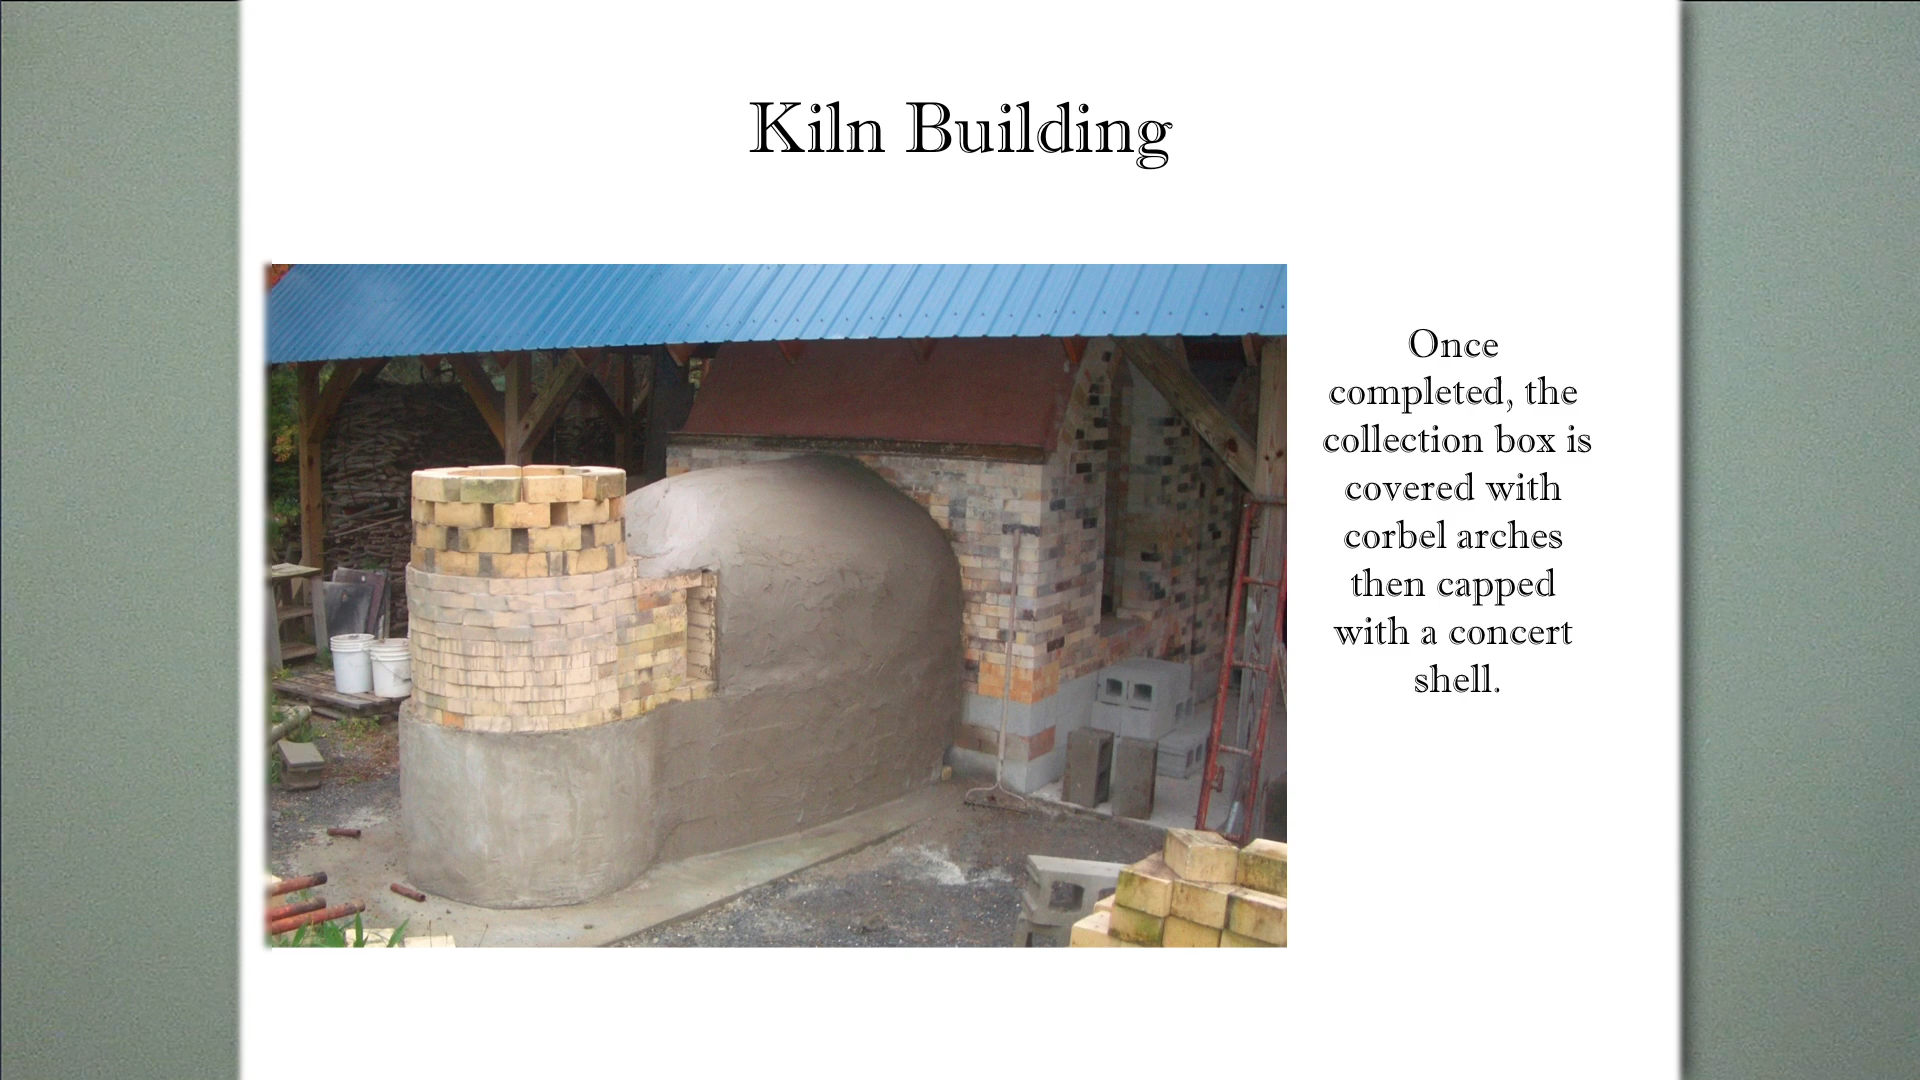 Kiln Building
Once
completed, the
collection box is
covered with
corbel arches
then capped
with a concert
shell.